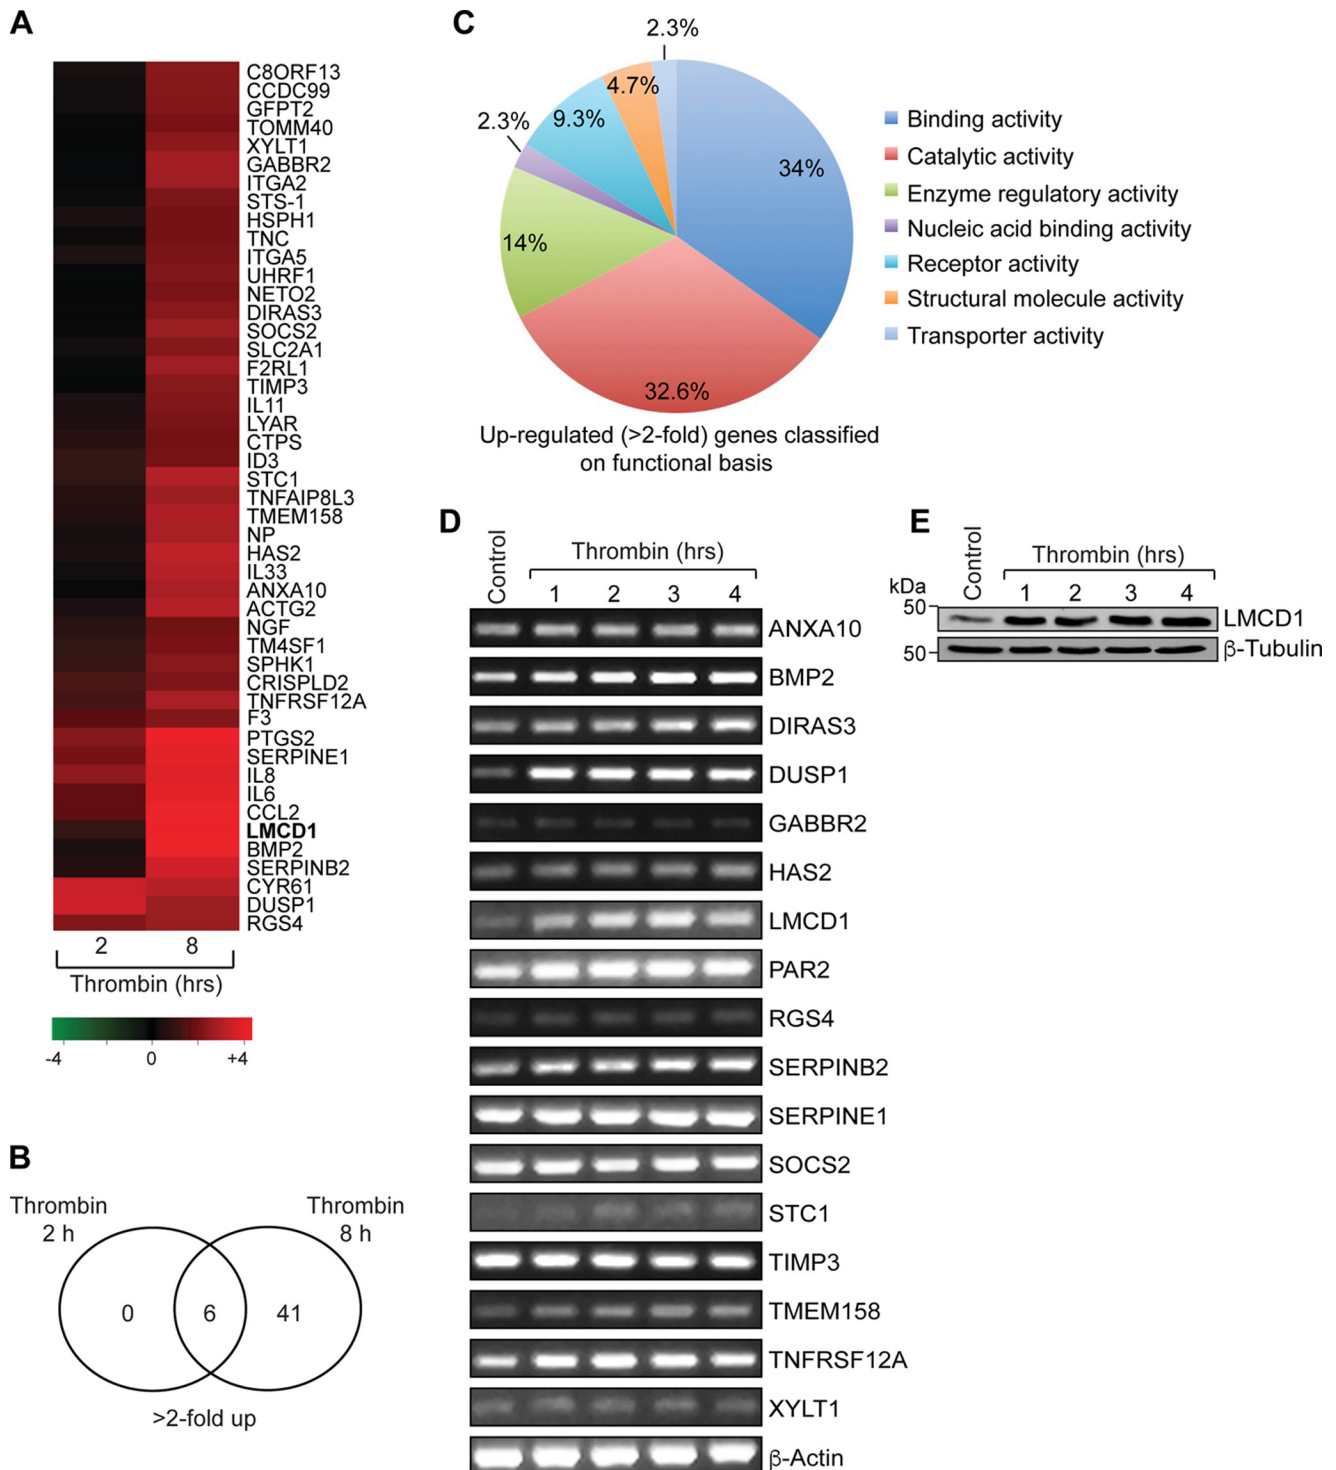 A
C8ORF13
CCDC99
GFPT2
TOMM40
XYLT1
GABBR2
ITGA2
STS-1
HSPH1
TNC
ITGA5
UHRF1
NETO2
DIRAS3
SOCS2
SLC2A1
F2RL1
TIMP3
IL11
LYAR
CTPS
ID3
STC1
TNFAIP8L3
TMEM158
NP
HAS2
IL33
ANXA10
ACTG2
NGF
TM4SF1
SPHK1
CRISPLD2
TNFRSF12A
F3
PTGS2
SERPINE1
IL8
IL6
CCL2
LMCD1
BMP2
SERPINB2
CYR61
DUSP1
RGS4
2 8
Thrombin (hrs)
-4 0 +4
B
Thrombin
2 h
Thrombin
8 h
0 6 41
>2-fold up
C
2.3%
4.7%
9.3%
2.3%
34%
14%
32.6%
Binding activity
Catalytic activity
Enzyme regulatory activity
Nucleic acid binding activity
Receptor activity
Structural molecule activity
Transporter activity
Up-regulated (>2-fold) genes classified
on functional basis
D
Control
Thrombin (hrs)
1 2 3 4
ANXA10
BMP2
DIRAS3
DUSP1
GABBR2
HAS2
LMCD1
PAR2
RGS4
SERPINB2
SERPINE1
SOCS2
STC1
TIMP3
TMEM158
TNFRSF12A
XYLT1
β-Actin
E
Control
Thrombin (hrs)
kDa
1 2 3 4
50 LMCD1
50 β-Tubulin